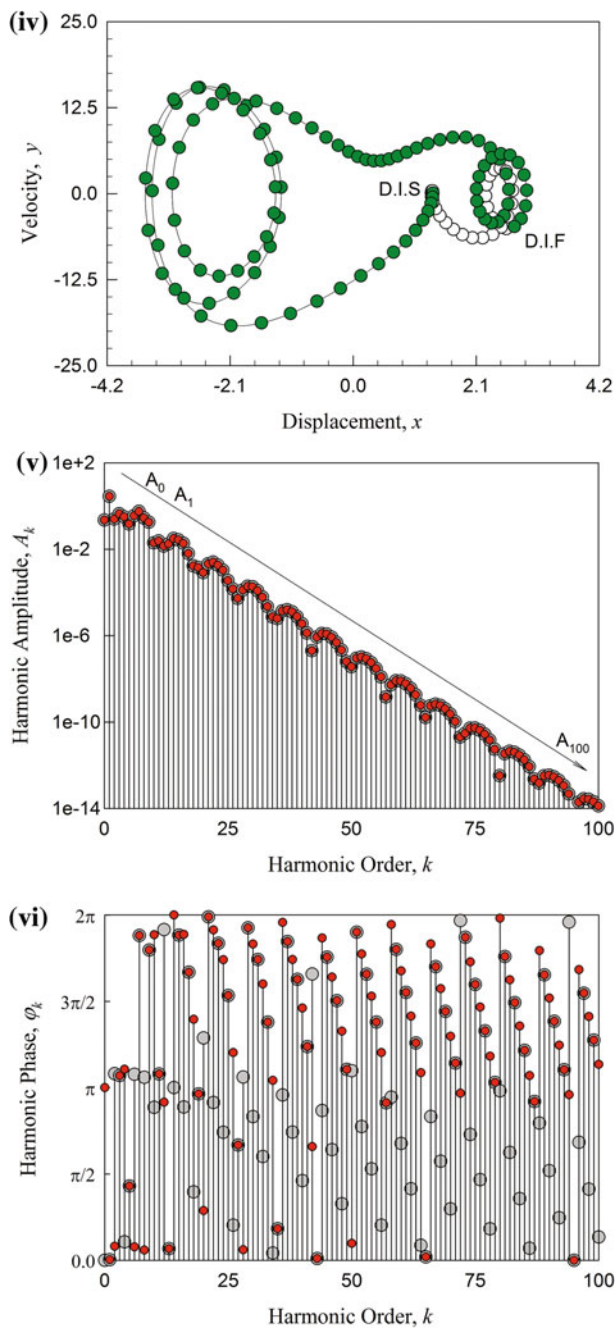 (iv)
25.0
12.5
0.0
-12.5
-25.0
Velocity, y
D.I.S
D.I.F
-4.2
-2.1
0.0
2.1
4.2
Displacement, x
(v)
1e+2
1e-2
1e-6
1e-10
1e-14
Harmonic Amplitude, Aₖ
A₀
A₁
A₁₀₀
0
25
50
75
100
Harmonic Order, k
(vi)
2π
3π/2
π
π/2
0.0
Harmonic Phase, φₖ
0
25
50
75
100
Harmonic Order, k